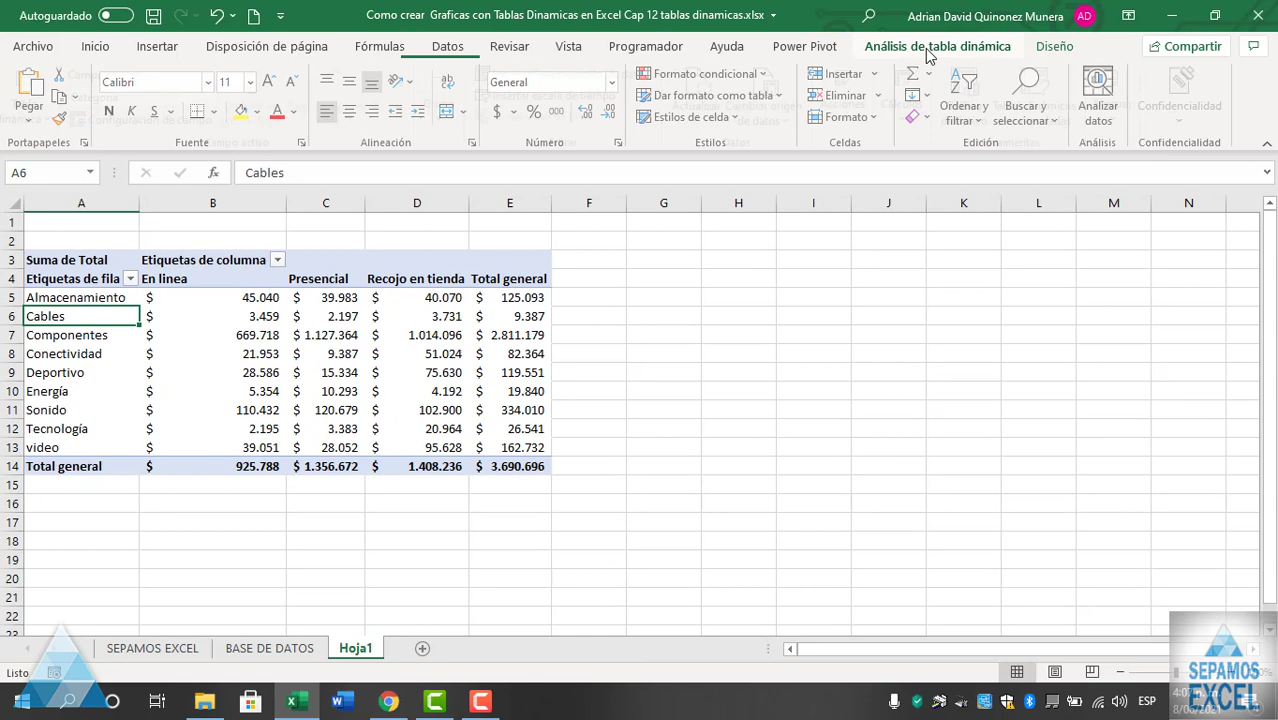 Autoguardado
Como crear Graficas con Tablas Dinamicas en Excel Cap 12 tablas dinamicas.xlsx
Adrian David Quinonez Munera AD
Archivo Inicio Insertar Disposición de página Fórmulas Datos Revisar Vista Programador Ayuda Power Pivot Análisis de tabla dinámica Diseño Compartir
Calibri 11 General Formato condicional Insertar
Dar formato como tabla Eliminar
Pegar Ordenar y Buscar y Analizar Confidencialidad
N K S $ % 000 Estilos de celda Formato filtrar seleccionar datos
Portapapeles Fuente Alineación Número Estilos Celdas Edición Análisis Confidencialidad
A6 fx Cables
A B C D E F G H I J K L M N
1
2
3 Suma de Total Etiquetas de columna
4 Etiquetas de fila En linea Presencial Recojo en tienda Total general
5 Almacenamiento $ 45.040 $ 39.983 $ 40.070 $ 125.093
6 Cables $ 3.459 $ 2.197 $ 3.731 $ 9.387
7 Componentes $ 669.718 $ 1.127.364 $ 1.014.096 $ 2.811.179
8 Conectividad $ 21.953 $ 9.387 $ 51.024 $ 82.364
9 Deportivo $ 28.586 $ 15.334 $ 75.630 $ 119.551
10 Energía $ 5.354 $ 10.293 $ 4.192 $ 19.840
11 Sonido $ 110.432 $ 120.679 $ 102.900 $ 334.010
12 Tecnología $ 2.195 $ 3.383 $ 20.964 $ 26.541
13 video $ 39.051 $ 28.052 $ 95.628 $ 162.732
14 Total general $ 925.788 $ 1.356.672 $ 1.408.236 $ 3.690.696
15
16
17
18
19
20
21
22
23
SEPAMOS EXCEL BASE DE DATOS Hoja1
Listo
SEPAMOS
EXCEL
ESP